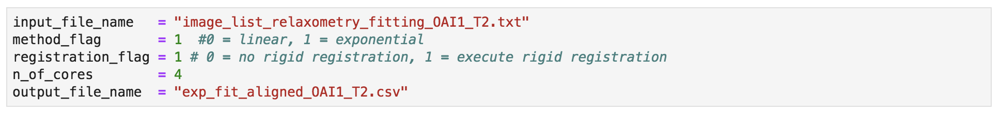 input_file_name   = "image_list_relaxometry_fitting_OAI1_T2.txt"
method_flag       = 1  #0 = linear, 1 = exponential
registration_flag = 1 # 0 = no rigid registration, 1 = execute rigid registration
n_of_cores        = 4
output_file_name  = "exp_fit_aligned_OAI1_T2.csv"